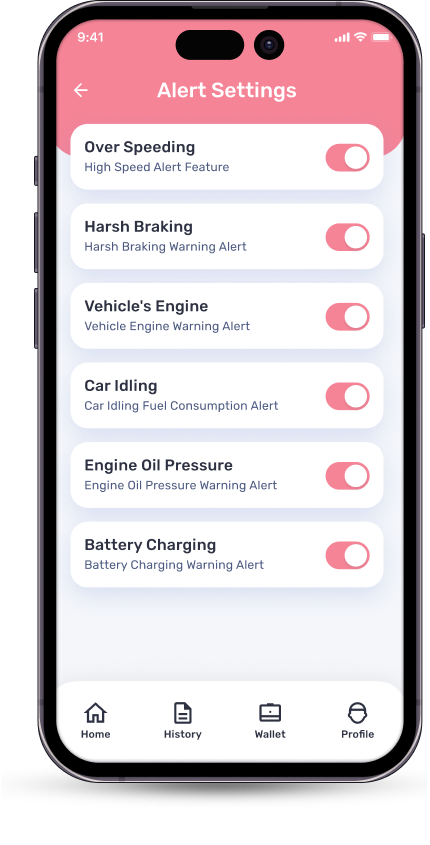 9:41
Alert Settings
Over Speeding
High Speed Alert Feature
Harsh Braking
Harsh Braking Warning Alert
Vehicle's Engine
Vehicle Engine Warning Alert
Car Idling
Car Idling Fuel Consumption Alert
Engine Oil Pressure
Engine Oil Pressure Warning Alert
Battery Charging
Battery Charging Warning Alert
Home History Wallet Profile